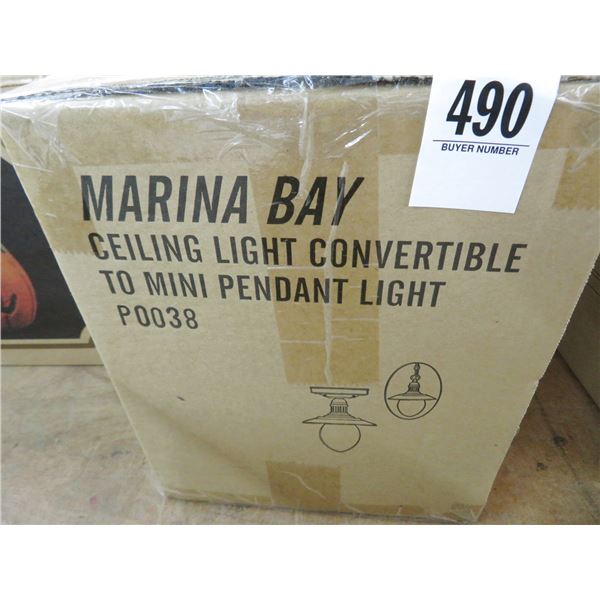 490
BUYER NUMBER
MARINA BAY
CEILING LIGHT CONVERTIBLE
TO MINI PENDANT LIGHT
P0038